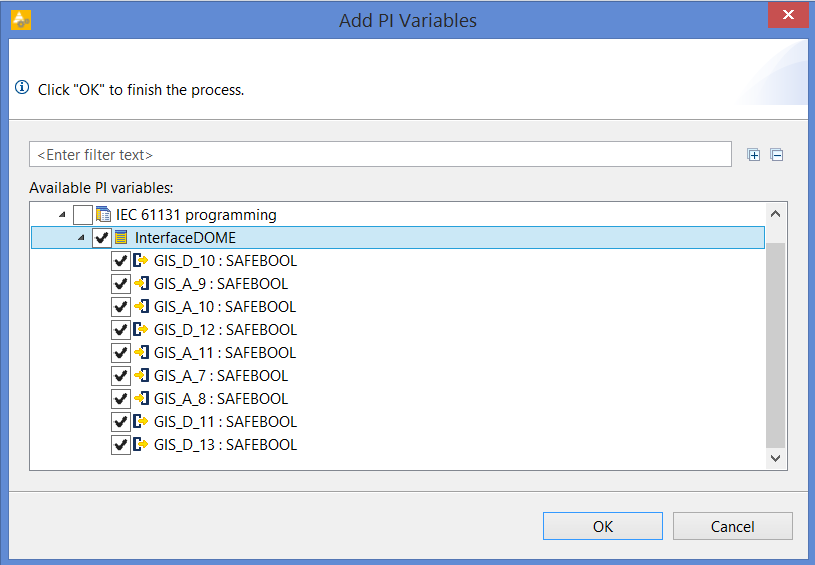 Add PI Variables
Click "OK" to finish the process.
<Enter filter text>
Available PI variables:
IEC 61131 programming
InterfaceDOME
GIS_D_10 : SAFEBOOL
GIS_A_9 : SAFEBOOL
GIS_A_10 : SAFEBOOL
GIS_D_12 : SAFEBOOL
GIS_A_11 : SAFEBOOL
GIS_A_7 : SAFEBOOL
GIS_A_8 : SAFEBOOL
GIS_D_11 : SAFEBOOL
GIS_D_13 : SAFEBOOL
OK Cancel